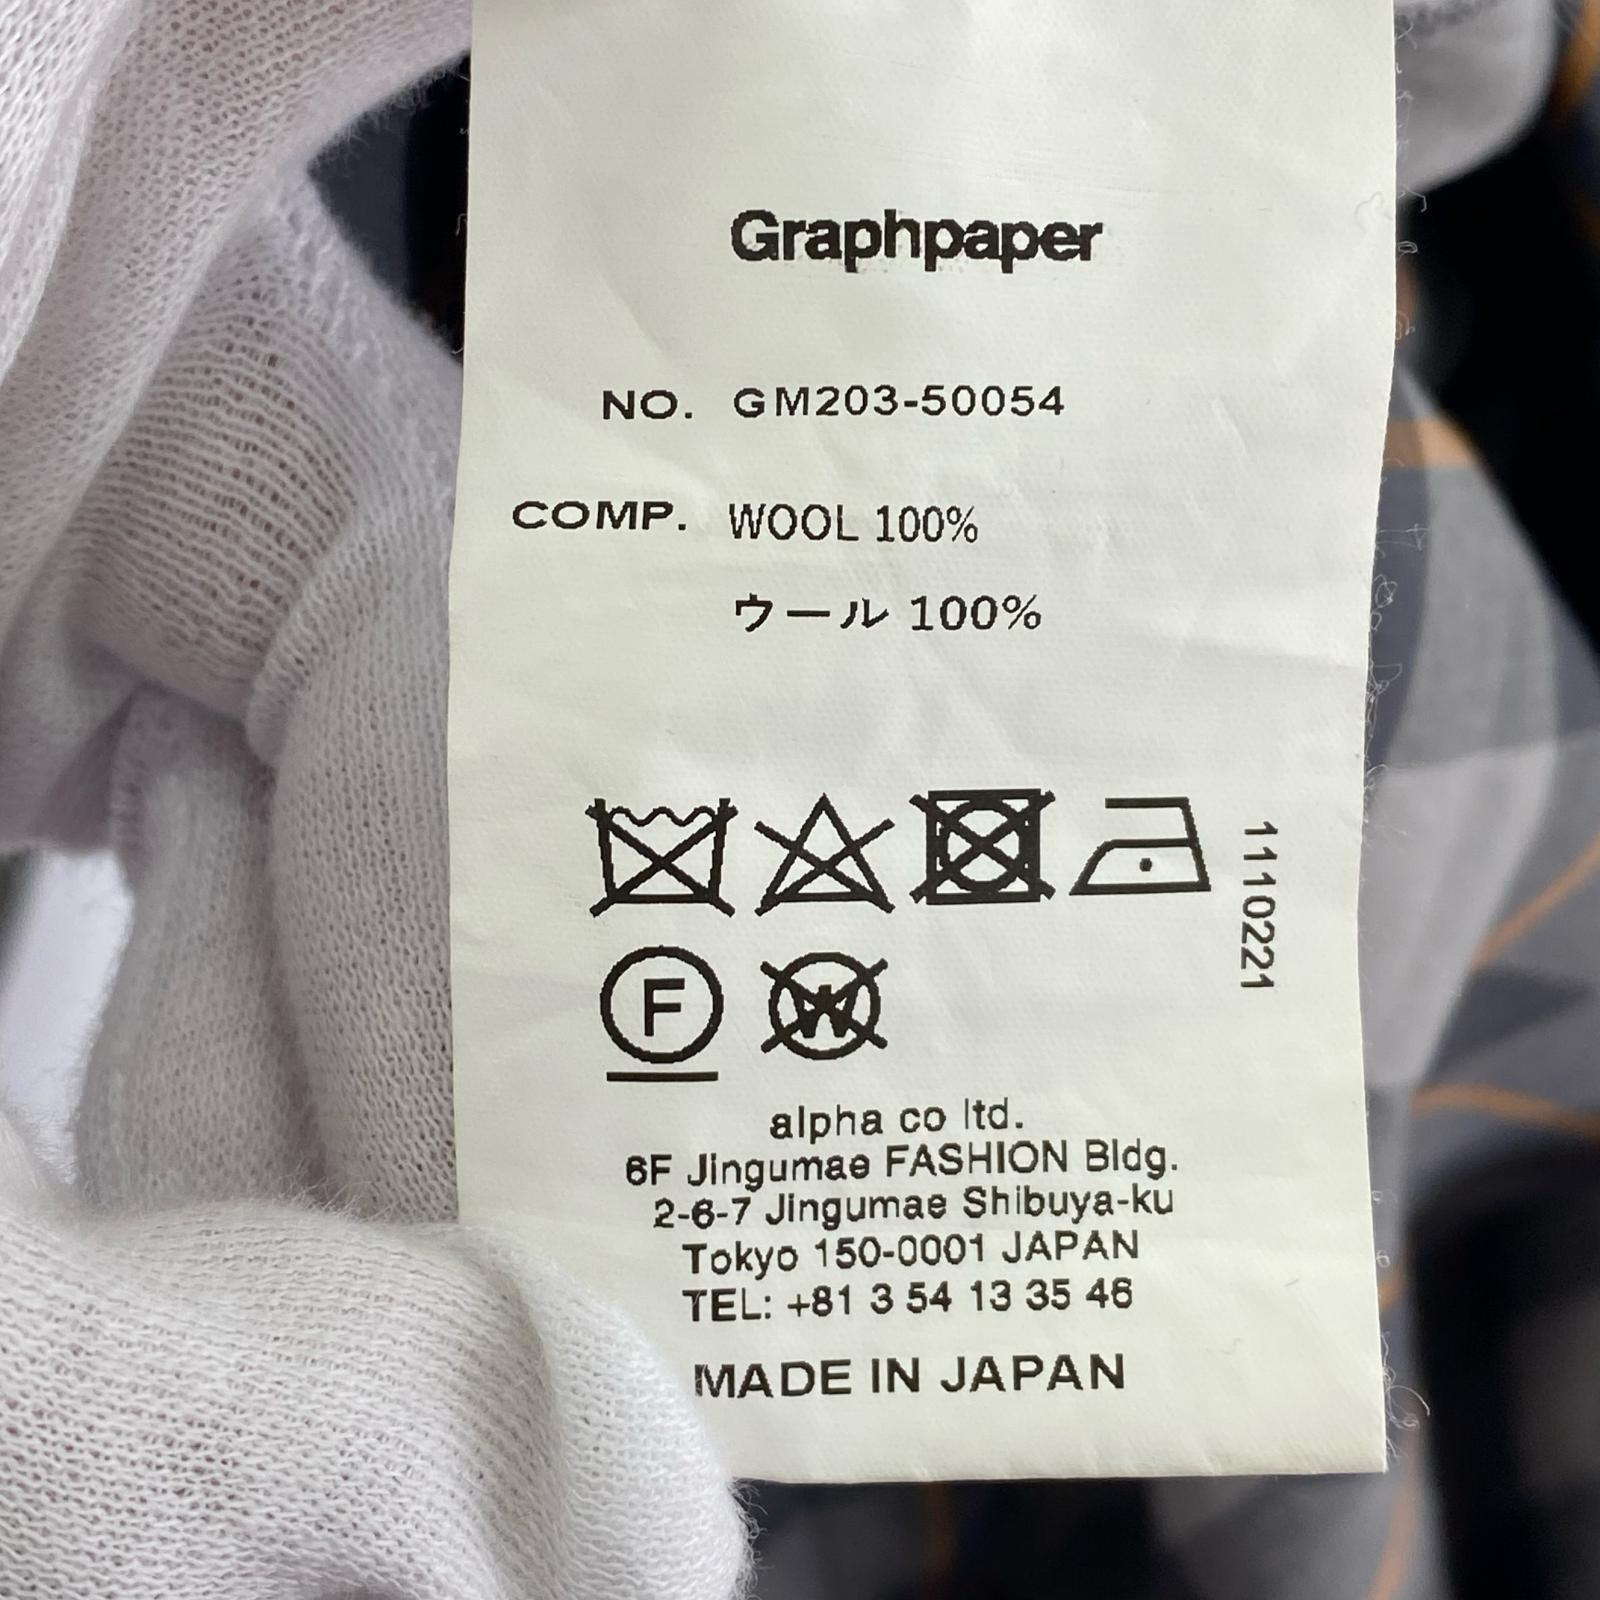 Graphpaper
NO. GM203-50054
COMP. WOOL 100%
ウール 100%
1110221
F
W
alpha co ltd.
6F Jingumae FASHION Bldg.
2-6-7 Jingumae Shibuya-ku
Tokyo 150-0001 JAPAN
TEL: +81 3 54 13 35 46
MADE IN JAPAN